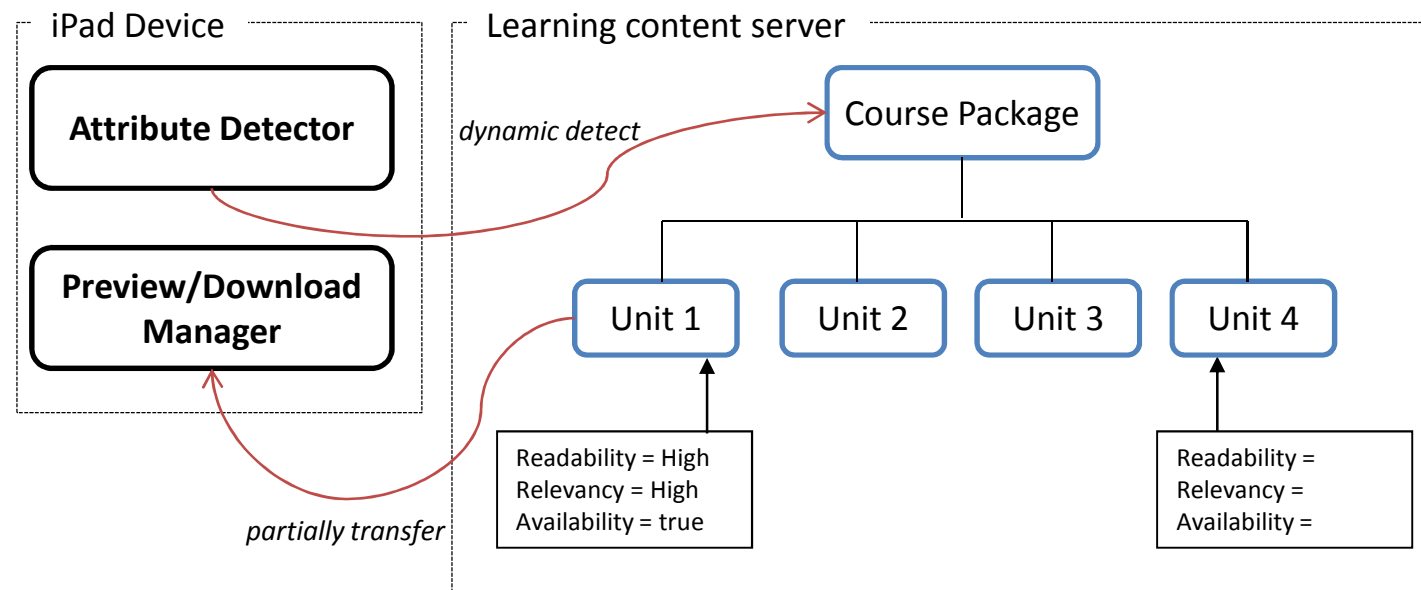 iPad Device
Learning content server
Attribute Detector
dynamic detect
Course Package
Preview/Download
Manager
Unit 1
Unit 2
Unit 3
Unit 4
Readability = High
Relevancy = High
Availability = true
Readability =
Relevancy =
Availability =
partially transfer